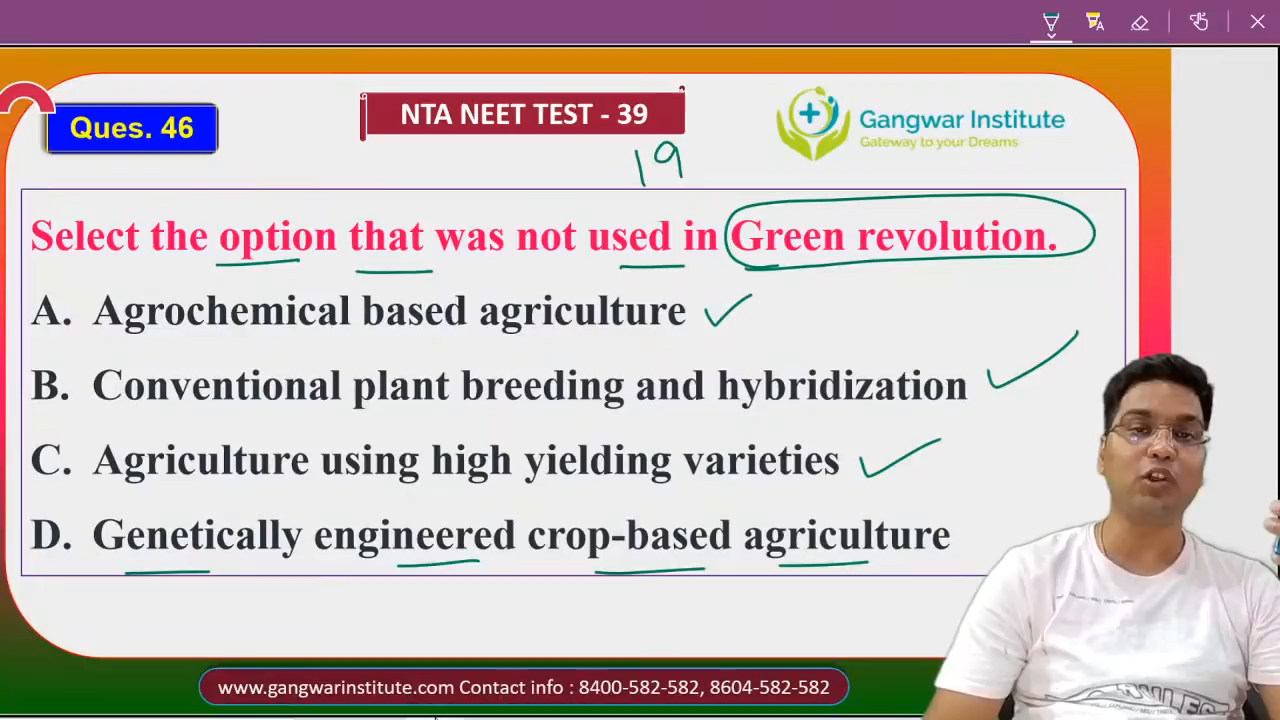 Ques. 46
NTA NEET TEST - 39
Gangwar Institute
Gateway to your Dreams
19
Select the option that was not used in Green revolution.
A. Agrochemical based agriculture
B. Conventional plant breeding and hybridization
C. Agriculture using high yielding varieties
D. Genetically engineered crop-based agriculture
www.gangwarinstitute.com Contact info : 8400-582-582, 8604-582-582